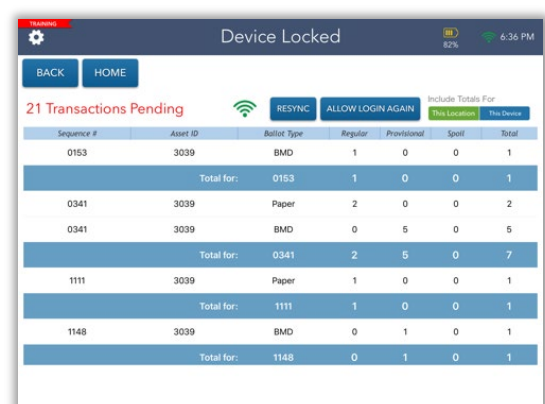 TRAINING
Device Locked
82%
6:36 PM
BACK HOME
21 Transactions Pending RESYNC ALLOW LOGIN AGAIN Include Totals For This Location This Device
Sequence # Asset ID Ballot Type Regular Provisional Spoil Total
0153 3039 BMD 1 0 0 1
Total for: 0153 1 0 0 1
0341 3039 Paper 2 0 0 2
0341 3039 BMD 0 5 0 5
Total for: 0341 2 5 0 7
1111 3039 Paper 1 0 0 1
Total for: 1111 1 0 0 1
1148 3039 BMD 0 1 0 1
Total for: 1148 0 1 0 1